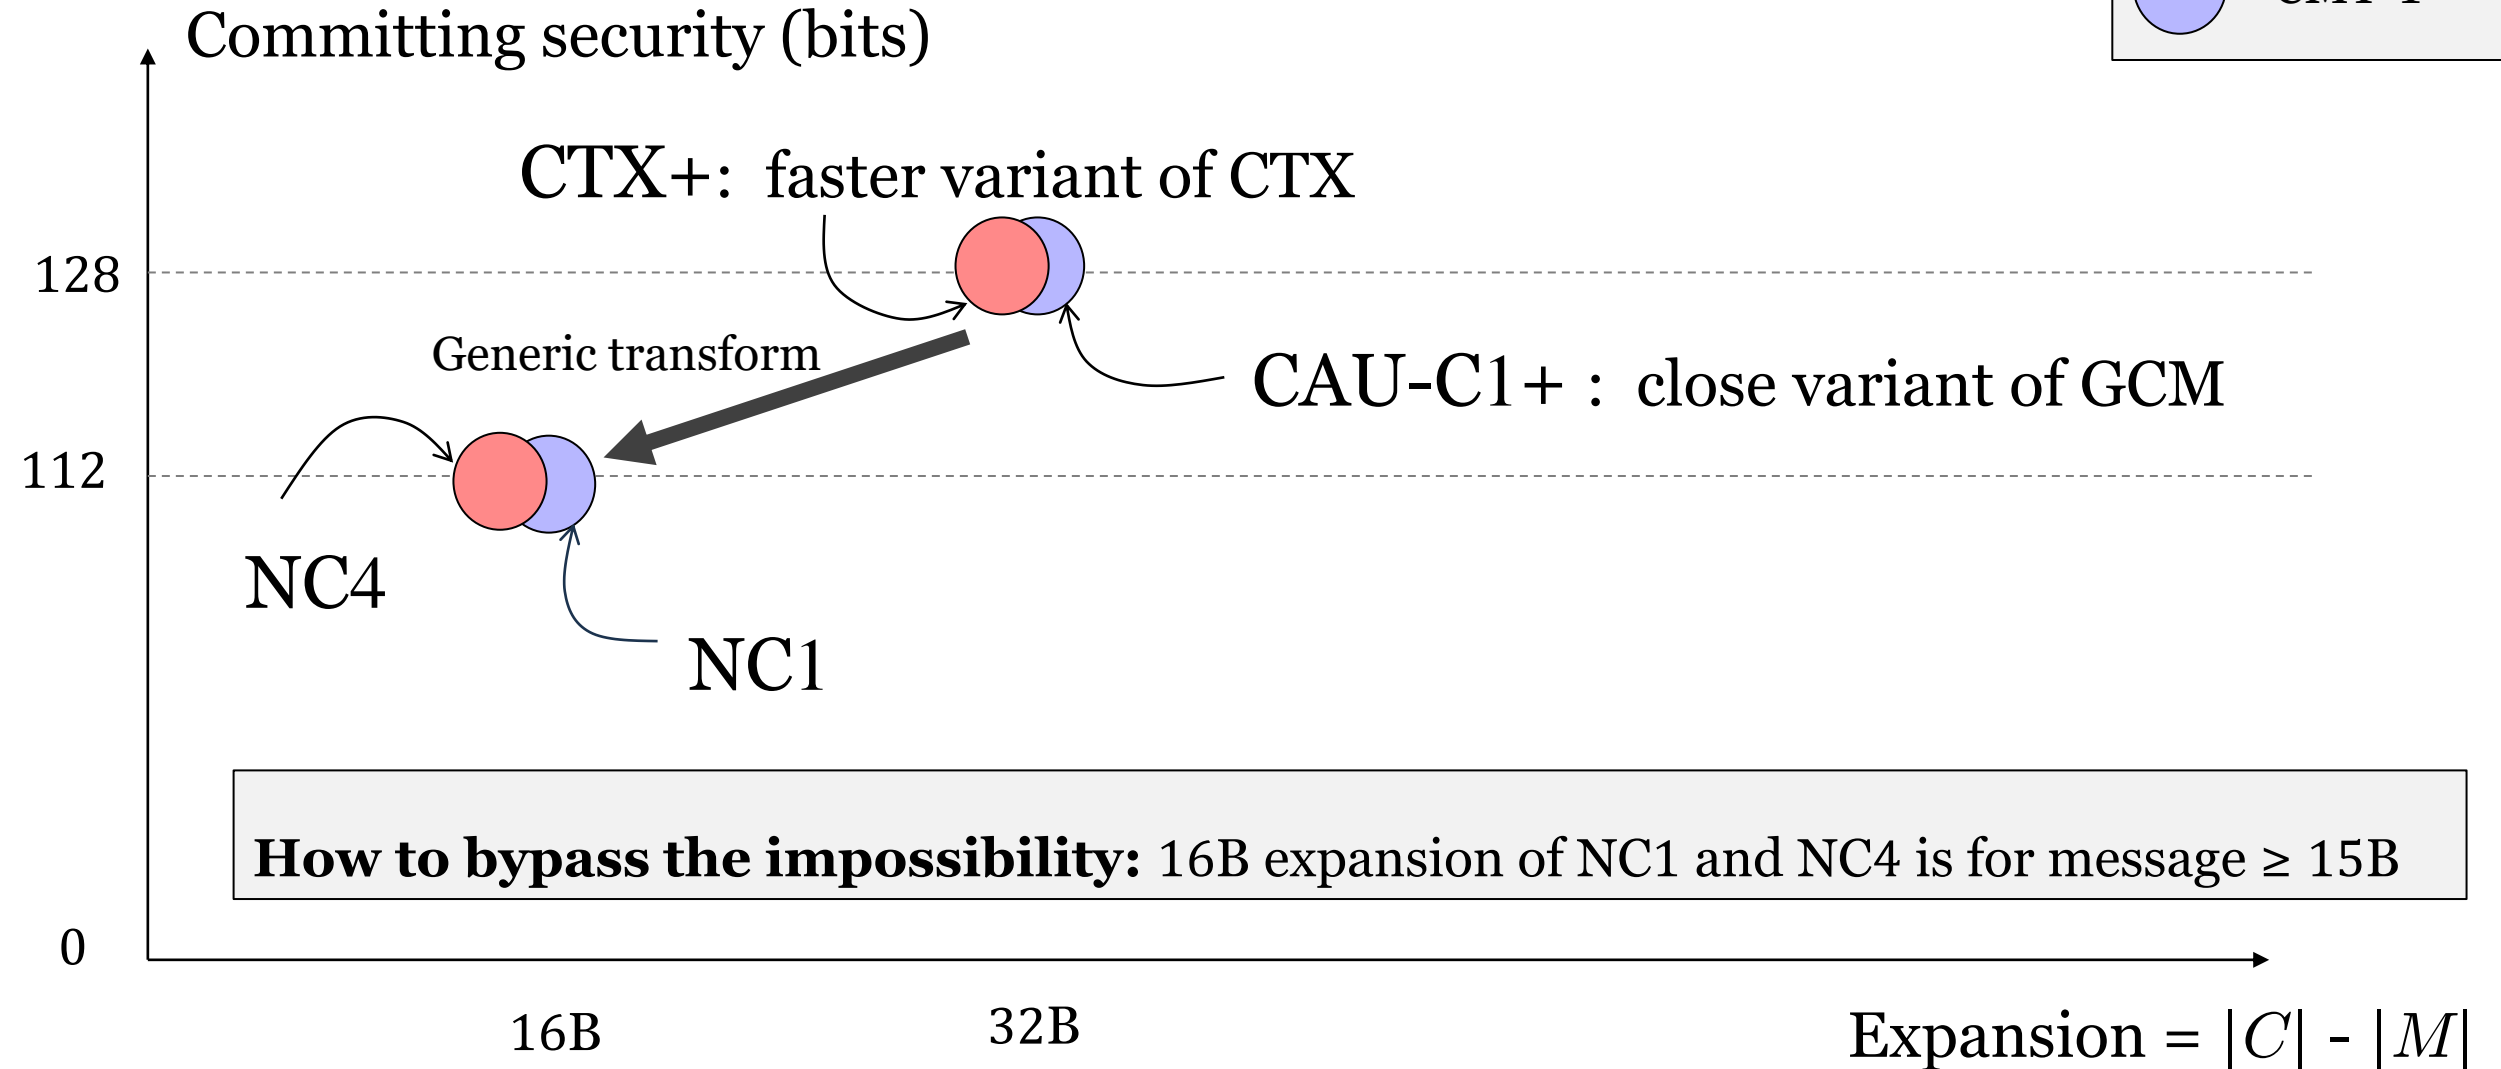 Committing security (bits)
CTX+: faster variant of CTX
128
Generic transform
CAU-C1+ : close variant of GCM
112
NC4
NC1
How to bypass the impossibility: 16B expansion of NC1 and NC4 is for message ≥ 15B
0
16B
32B
Expansion = |C| - |M|